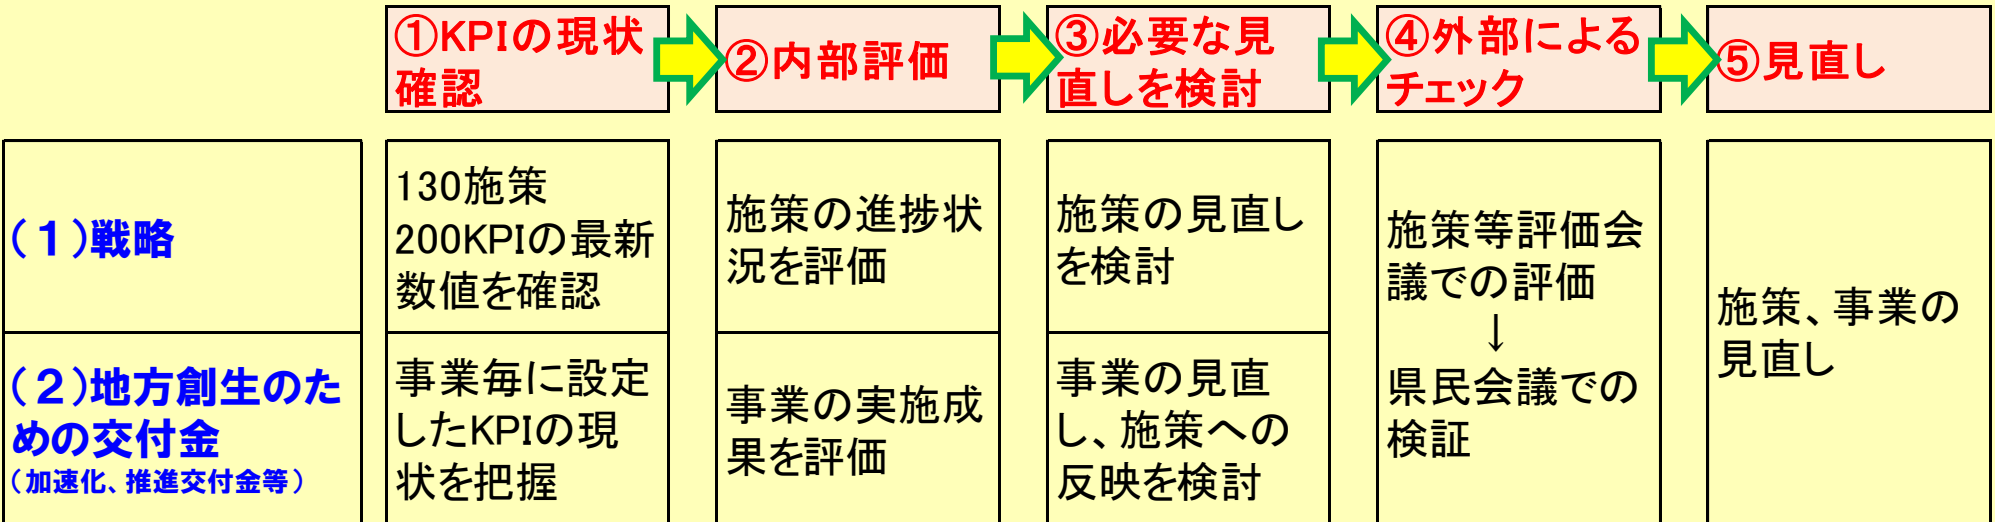 ①KPIの現状
確認
②内部評価
③必要な見
直しを検討
④外部による
チェック
⑤見直し
(1)戦略
130施策
200KPIの最新
数値を確認
施策の進捗状
況を評価
施策の見直し
を検討
施策等評価会
議での評価
↓
県民会議での
検証
施策、事業の
見直し
(2)地方創生のた
めの交付金
(加速化、推進交付金等)
事業毎に設定
したKPIの現
状を把握
事業の実施成
果を評価
事業の見直
し、施策への
反映を検討